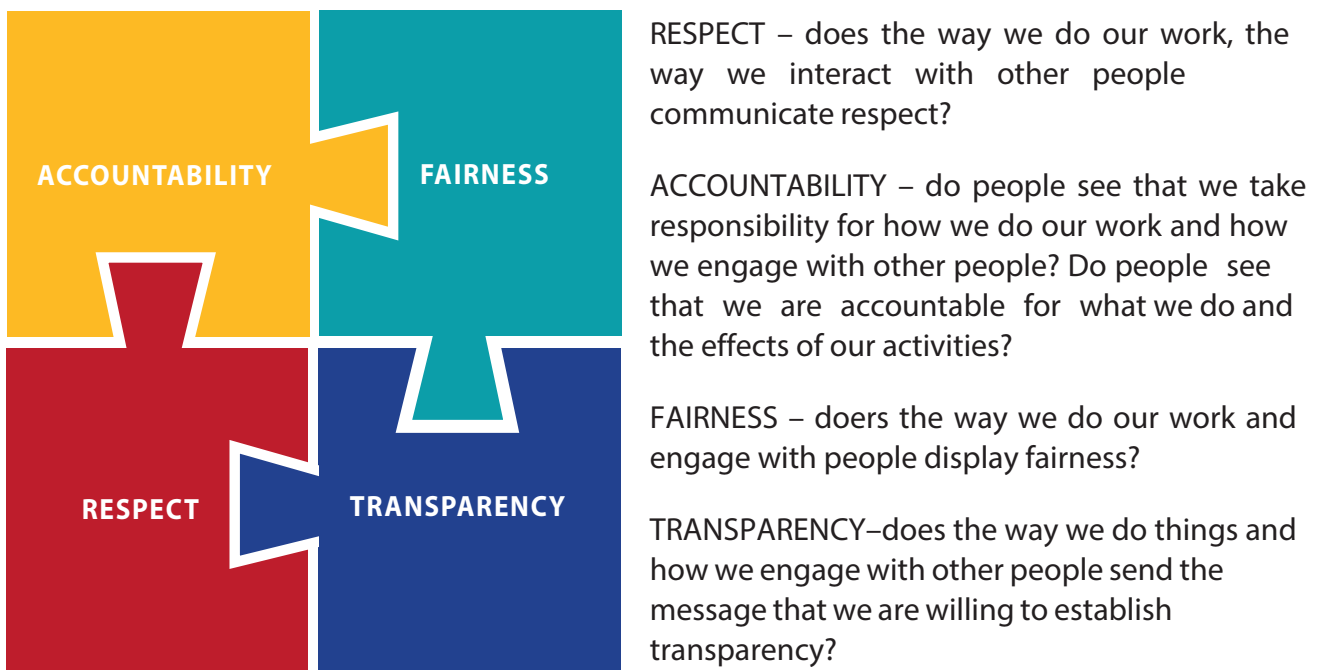 ACCOUNTABILITY
FAIRNESS
RESPECT
TRANSPARENCY
RESPECT – does the way we do our work, the
way we interact with other people
communicate respect?
ACCOUNTABILITY – do people see that we take
responsibility for how we do our work and how
we engage with other people? Do people see
that we are accountable for what we do and
the effects of our activities?
FAIRNESS – doers the way we do our work and
engage with people display fairness?
TRANSPARENCY–does the way we do things and
how we engage with other people send the
message that we are willing to establish
transparency?